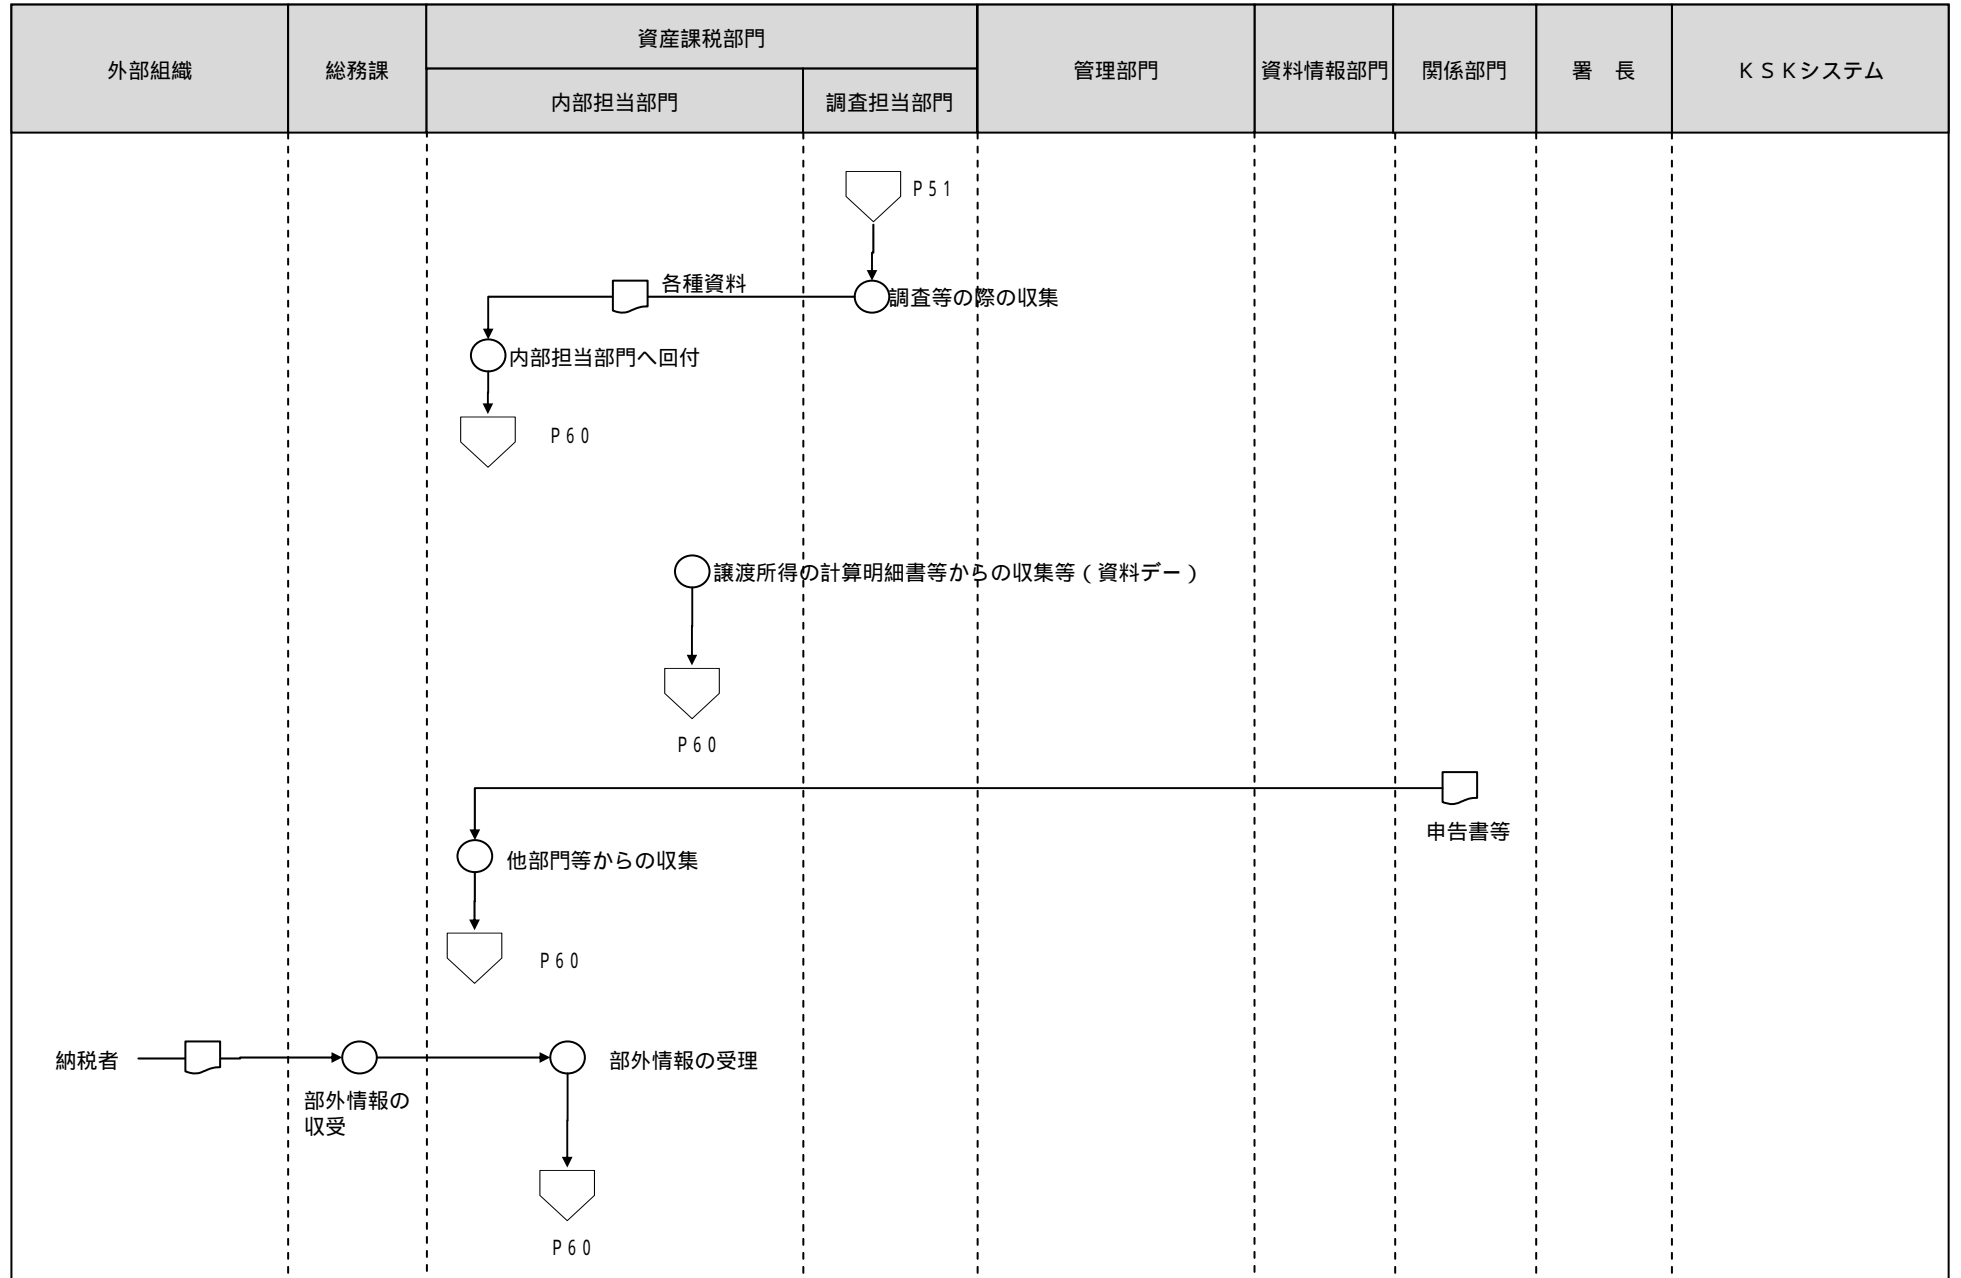 外部組織
総務課
資産課税部門
内部担当部門
調査担当部門
管理部門
資料情報部門
関係部門
署　長
ＫＳＫシステム
Ｐ５１
各種資料
調査等の際の収集
内部担当部門へ回付
Ｐ６０
譲渡所得の計算明細書等からの収集等（資料デー）
Ｐ６０
申告書等
他部門等からの収集
Ｐ６０
納税者
部外情報の受理
部外情報の
収受
Ｐ６０